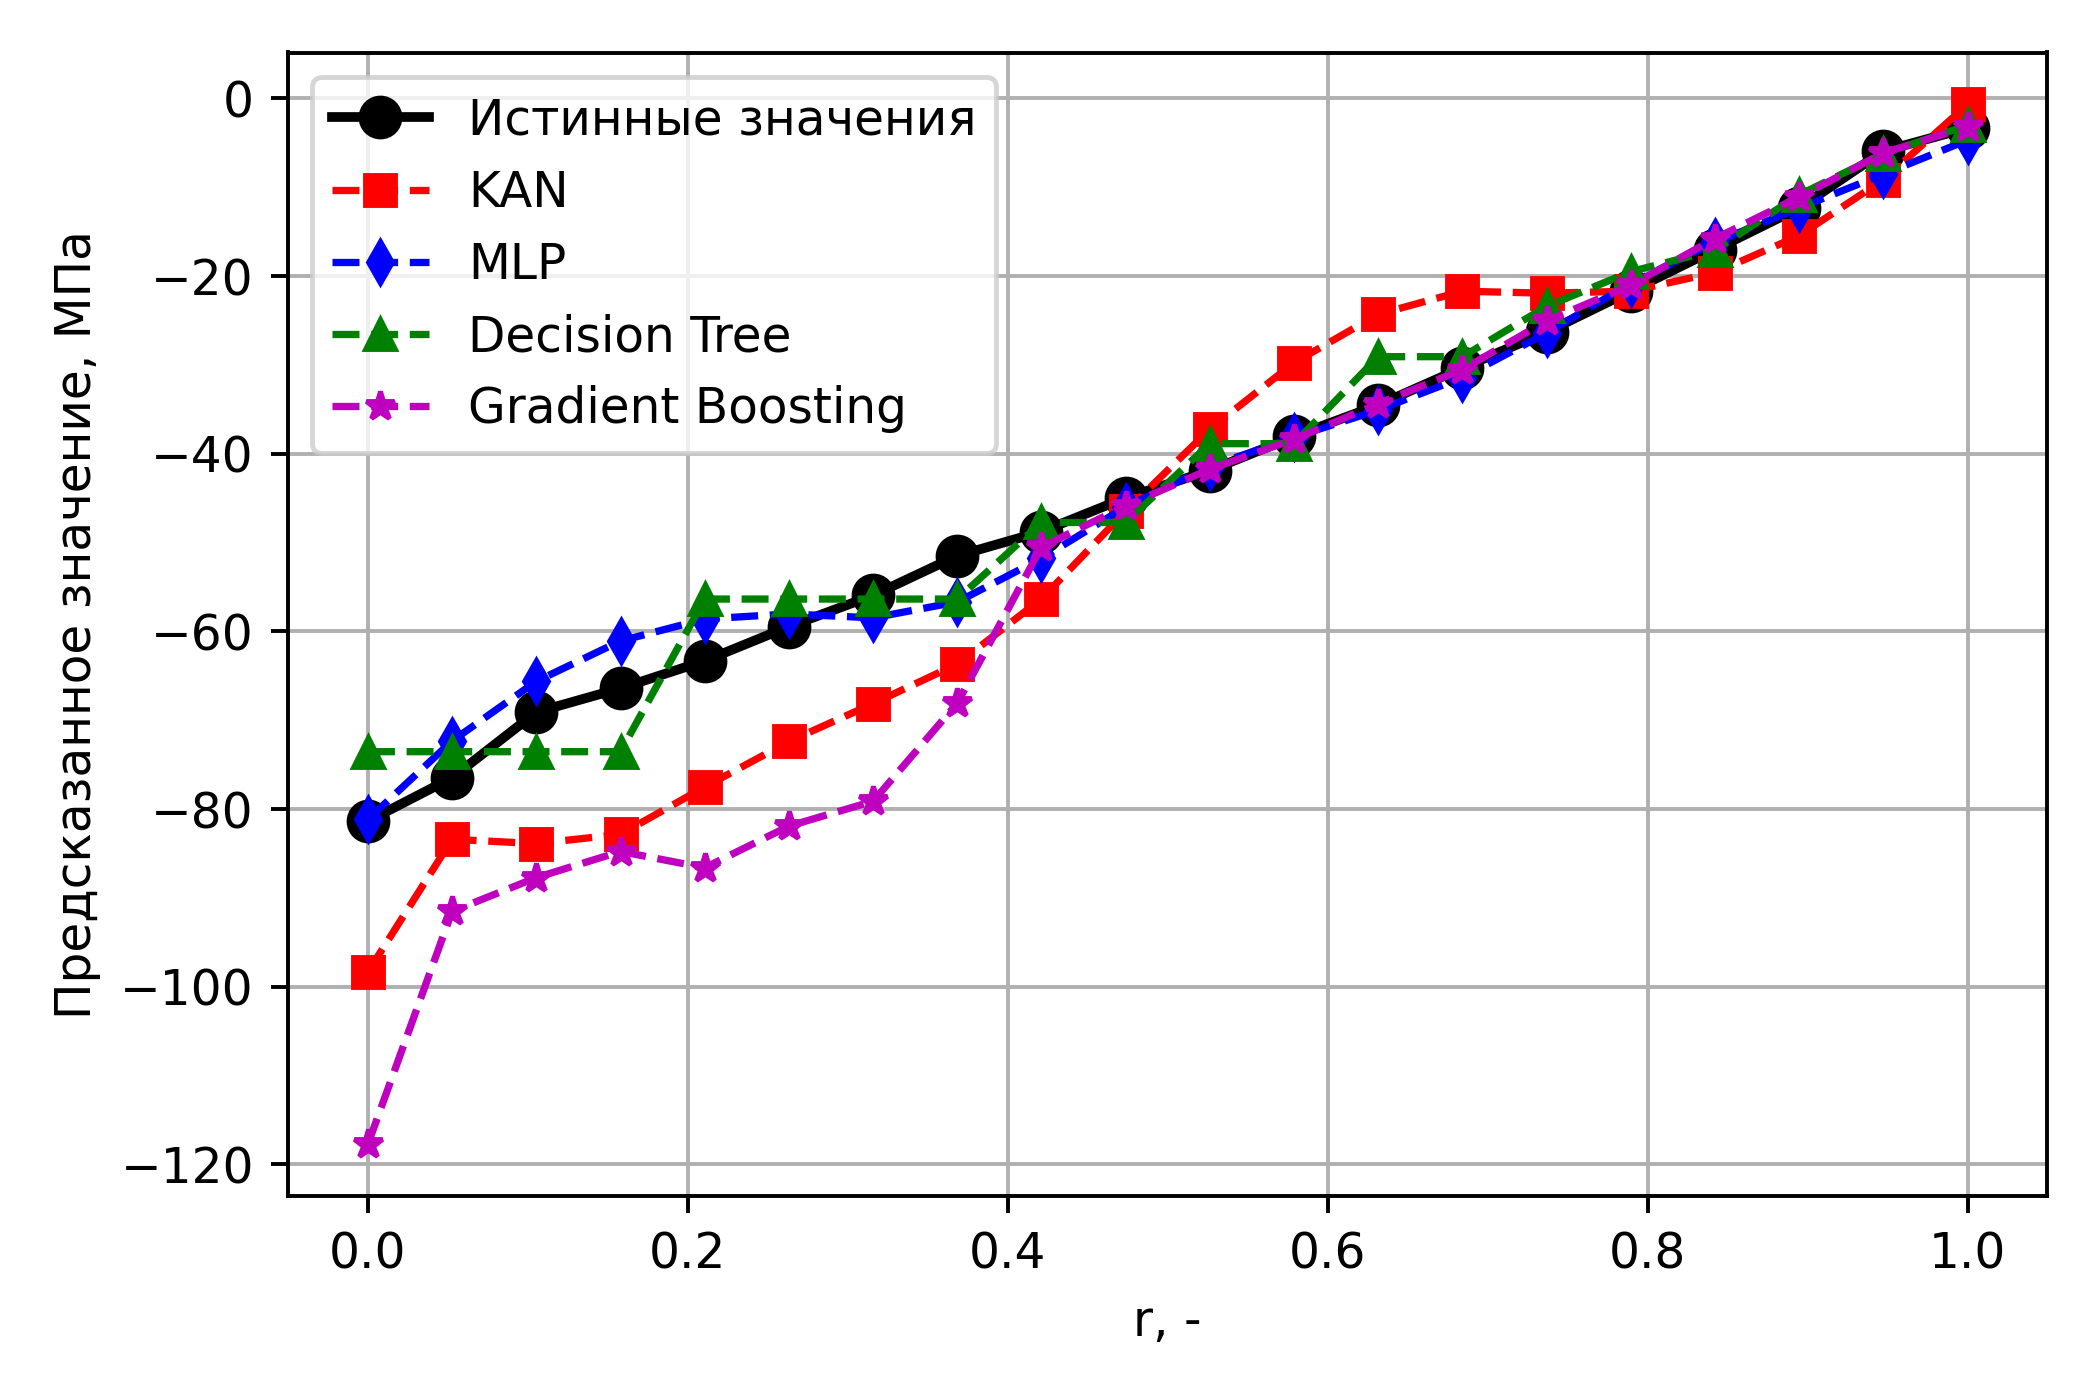 Истинные значения
KAN
MLP
Decision Tree
Gradient Boosting
Предсказанное значение, МПа
0
−20
−40
−60
−80
−100
−120
0.0 0.2 0.4 0.6 0.8 1.0
r, -